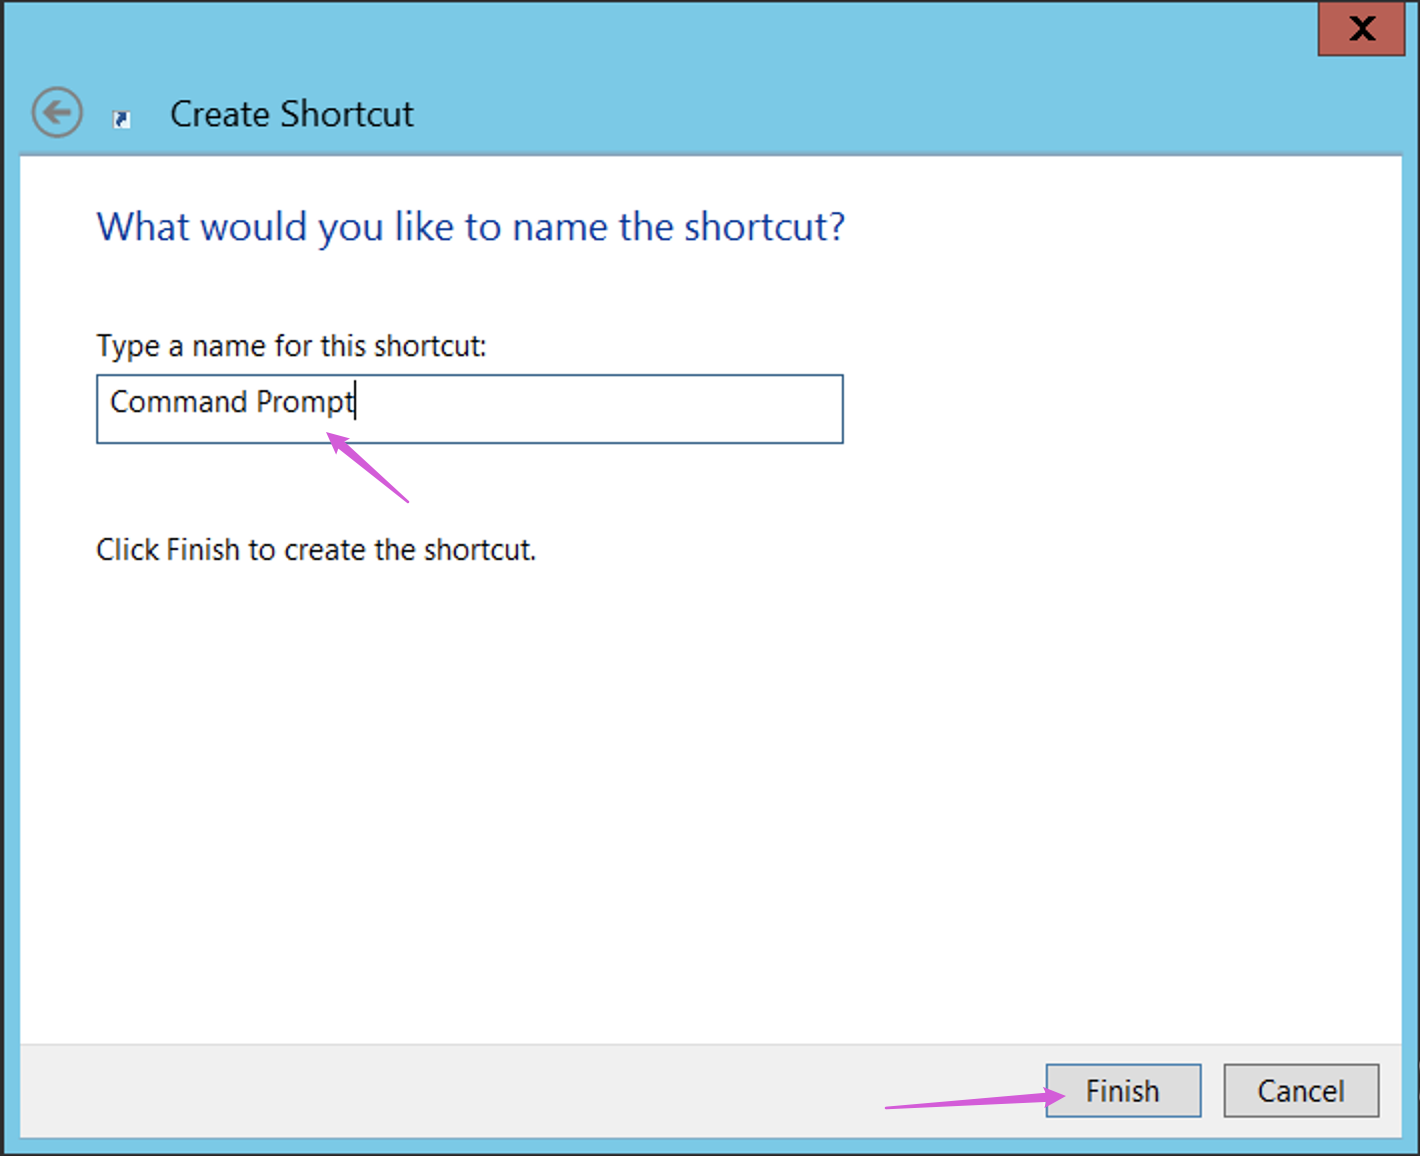 X
Create Shortcut
What would you like to name the shortcut?
Type a name for this shortcut:
Command Prompt
Click Finish to create the shortcut.
Finish Cancel